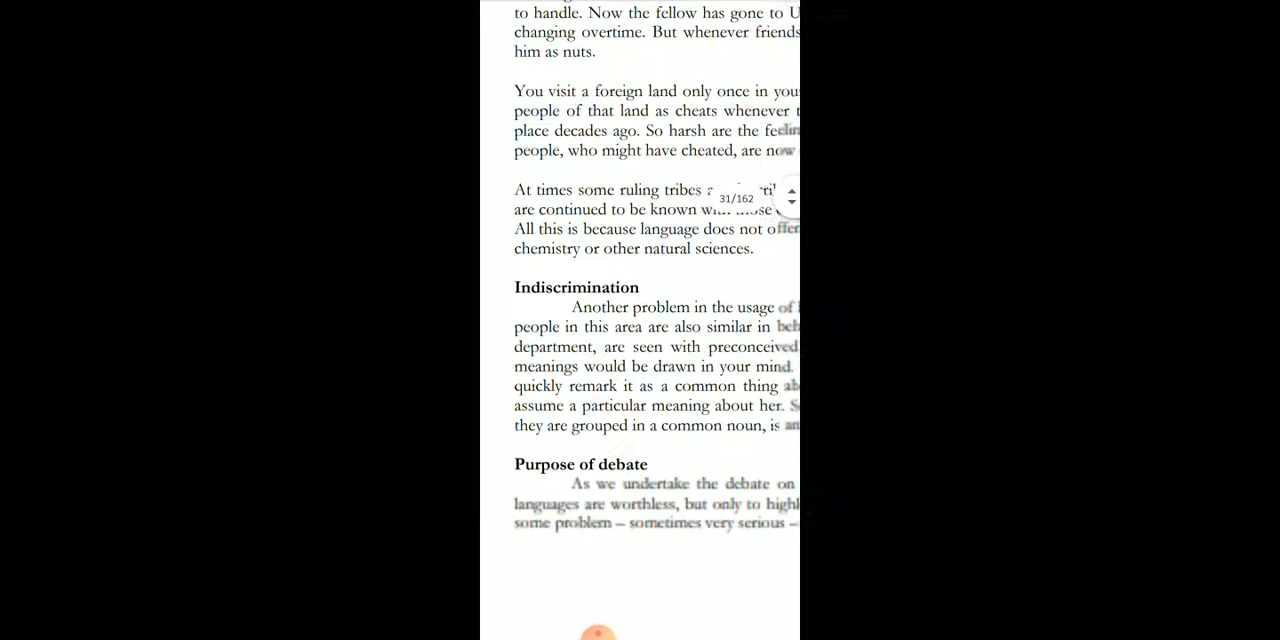 to handle. Now the fellow has gone to U
changing overtime. But whenever friends
him as nuts.
You visit a foreign land only once in you
people of that land as cheats whenever t
place decades ago. So harsh are the feelin
people, who might have cheated, are now
At times some ruling tribes
31/162
are continued to be known
All this is because language does not offer
chemistry or other natural sciences.
Indiscrimination
Another problem in the usage of
people in this area are also similar in beh
department, are seen with preconceived
meanings would be drawn in your mind.
quickly remark it as a common thing ab
assume a particular meaning about her. S
they are grouped in a common noun, is an
Purpose of debate
As we undertake the debate on
languages are worthless, but only to highl
some problem – sometimes very serious –